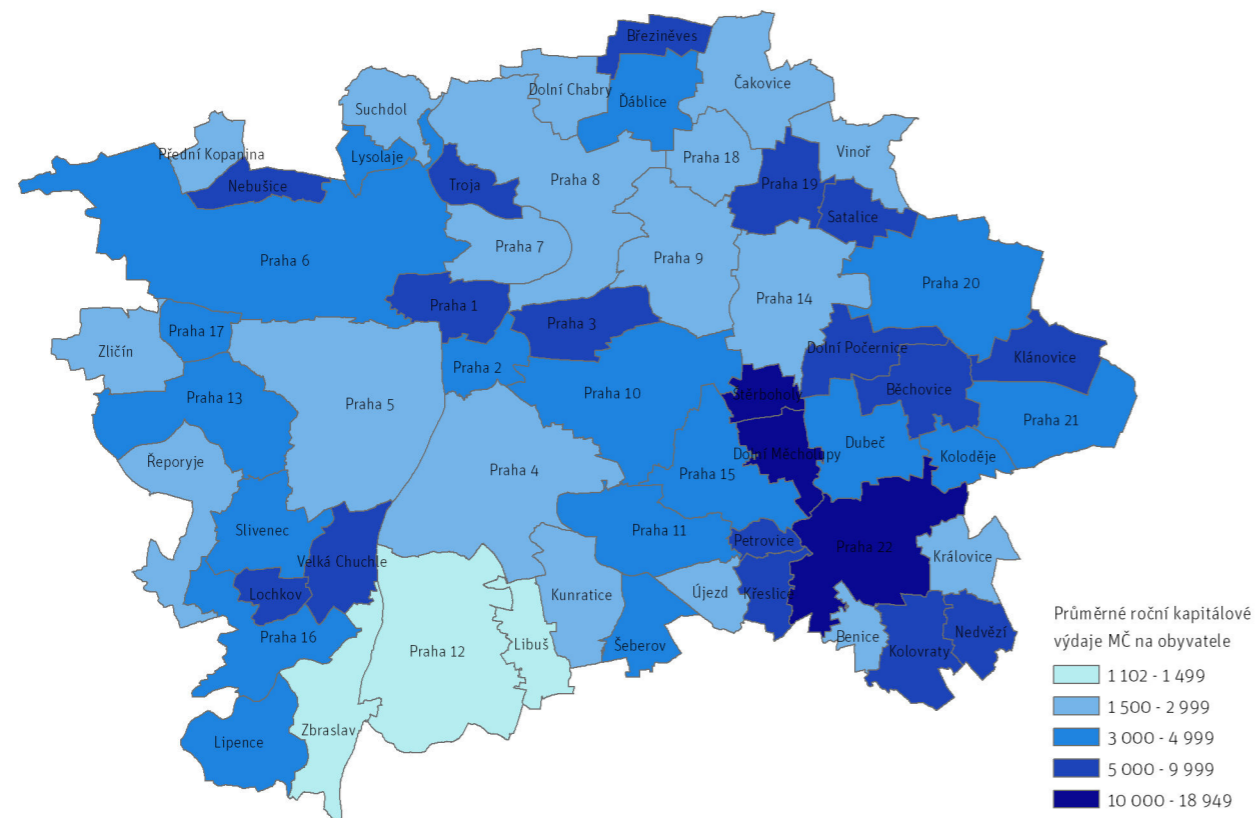 Březiněves
Dolní Chabry
Čakovice
Ďáblice
Suchdol
Přední Kopanina
Lysolaje
Praha 18
Vinoř
Nebušice
Troja
Praha 8
Praha 19
Satalice
Praha 7
Praha 6
Praha 9
Praha 20
Praha 14
Praha 1
Praha 3
Praha 17
Zličín
Dolní Počernice
Klánovice
Praha 2
Běchovice
Štěrboholy
Praha 13
Praha 5
Praha 10
Praha 21
Dubeč
Dolní Měcholupy
Koloděje
Řeporyje
Praha 4
Praha 15
Slivenec
Praha 11
Petrovice
Praha 22
Královice
Velká Chuchle
Lochkov
Kunratice
Újezd
Křeslice
Praha 16
Benice
Kolovraty
Nedvězí
Praha 12
Libuš
Šeberov
Zbraslav
Lipence
Průměrné roční kapitálové
výdaje MČ na obyvatele
1 102 - 1 499
1 500 - 2 999
3 000 - 4 999
5 000 - 9 999
10 000 - 18 949